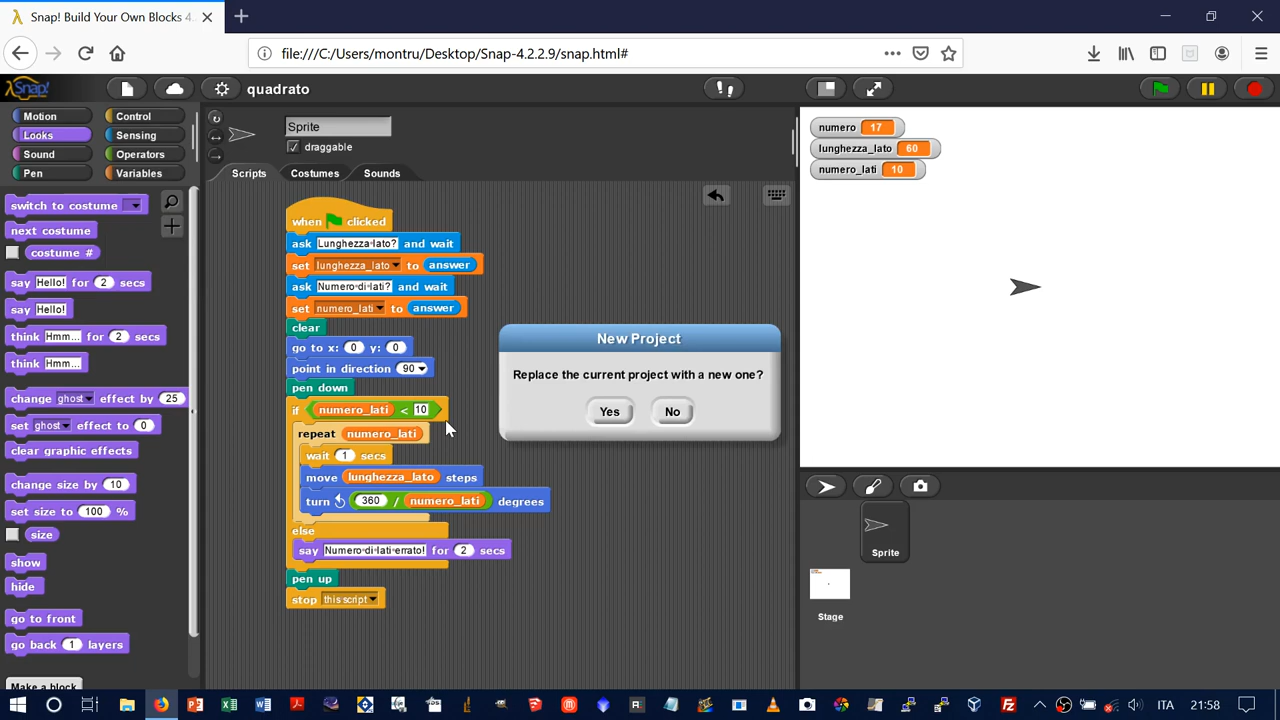 Snap! Build Your Own Blocks 4.
file:///C:/Users/montru/Desktop/Snap-4.2.2.9/snap.html#
Snap!
quadrato
Motion
Control
Looks
Sensing
Sound
Operators
Pen
Variables
switch to costume
next costume
costume #
say Hello! for 2 secs
say Hello!
think Hmm... for 2 secs
think Hmm...
change ghost effect by 25
set ghost effect to 0
clear graphic effects
change size by 10
set size to 100 %
size
show
hide
go to front
go back 1 layers
Make a block
Sprite
draggable
Scripts
Costumes
Sounds
when clicked
ask Lunghezza·lato? and wait
set lunghezza_lato to answer
ask Numero·di·lati? and wait
set numero_lati to answer
clear
go to x: 0 y: 0
point in direction 90
pen down
if numero_lati < 10
repeat numero_lati
wait 1 secs
move lunghezza_lato steps
turn 360 / numero_lati degrees
else
say Numero·di·lati·errato! for 2 secs
pen up
stop this script
New Project
Replace the current project with a new one?
Yes
No
numero 17
lunghezza_lato 60
numero_lati 10
Sprite
Stage
ITA
21:58